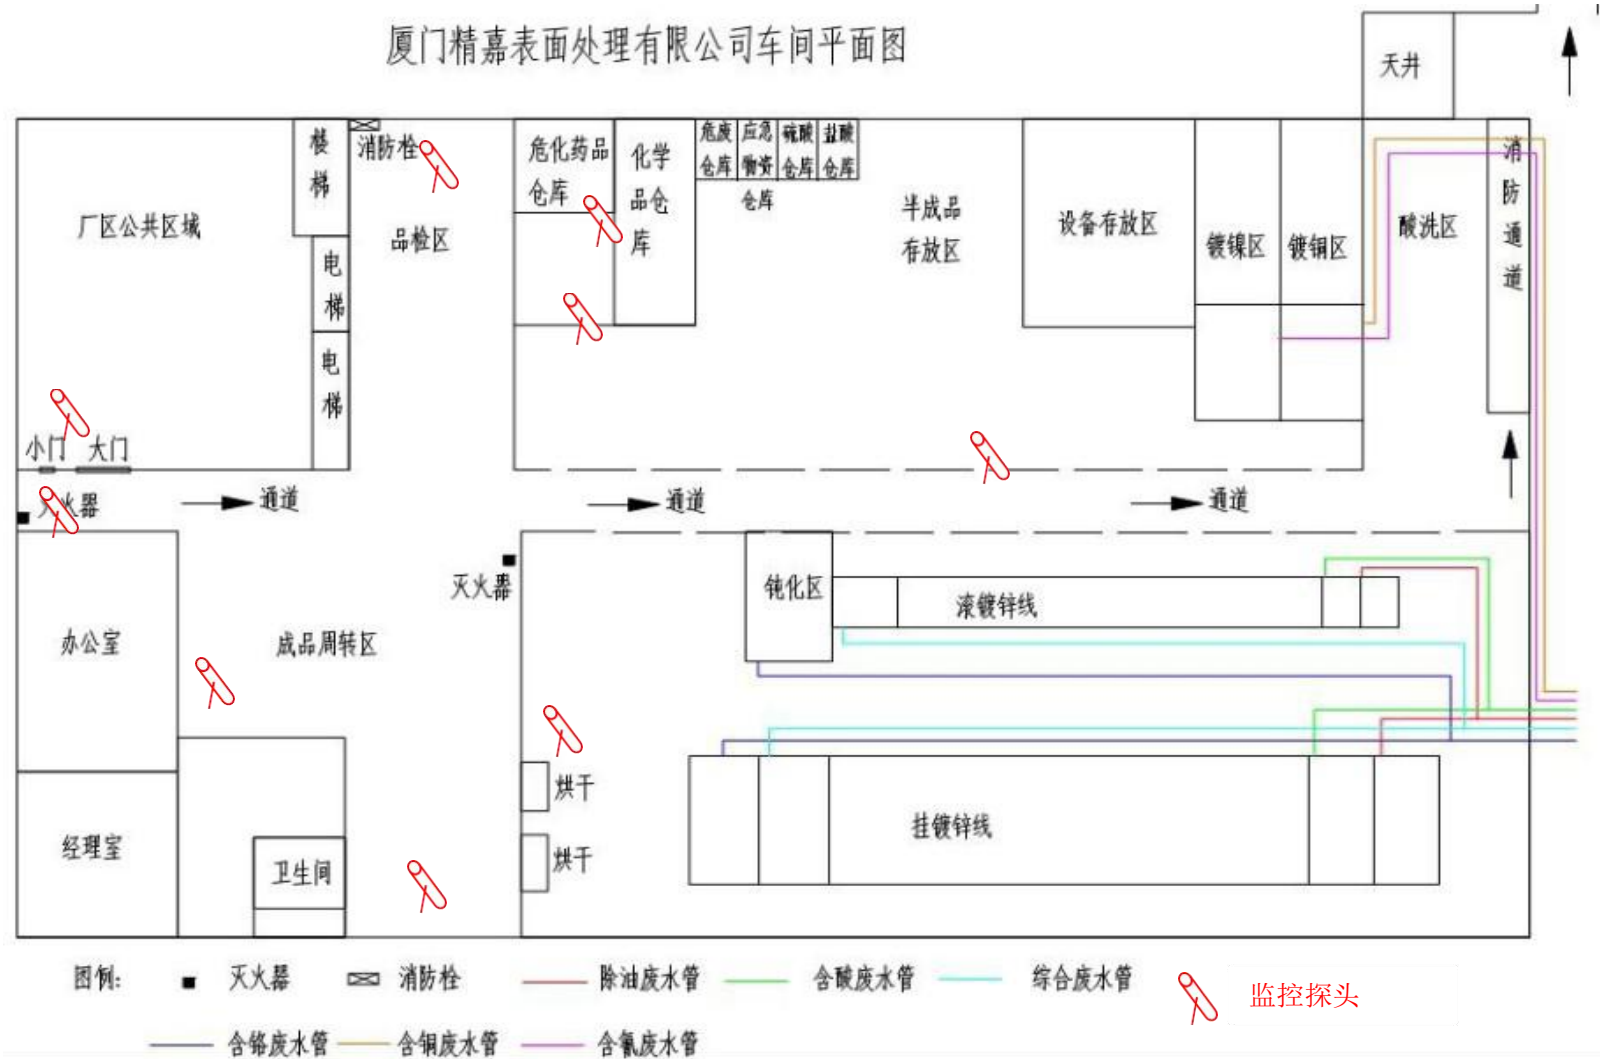 厦门精嘉表面处理有限公司车间平面图
天井
楼梯
消防栓
危化药品仓库
化学品仓库
危废仓库
应急物资仓库
硫酸仓库
盐酸仓库
消防通道
厂区公共区域
品检区
半成品存放区
设备存放区
镀镍区
镀铜区
酸洗区
电梯
电梯
小门
大门
灭火器
通道
通道
通道
灭火器
钝化区
滚镀锌线
办公室
成品周转区
烘干
挂镀锌线
经理室
烘干
卫生间
图例:
灭火器
消防栓
除油废水管
含酸废水管
综合废水管
监控探头
含铬废水管
含铜废水管
含氰废水管